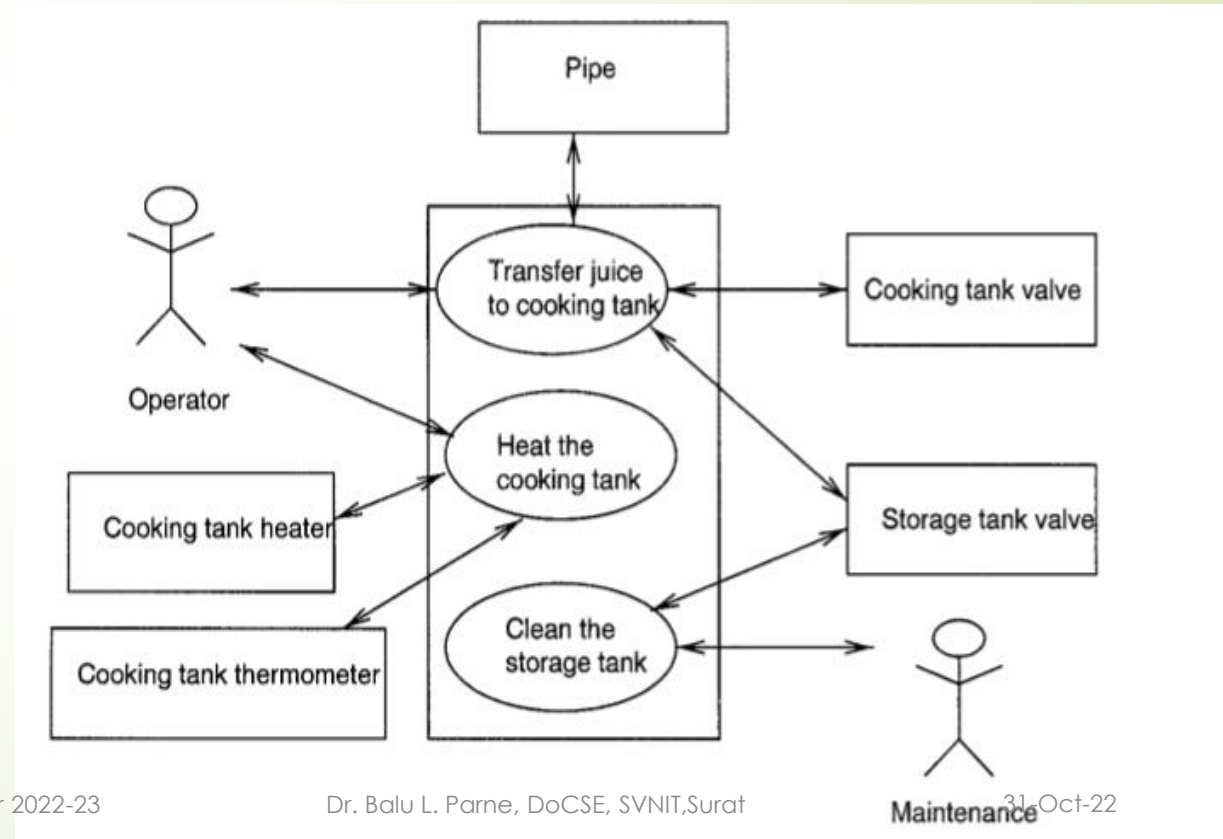 Pipe
Transfer juice
to cooking tank
Cooking tank valve
Operator
Heat the
cooking tank
Cooking tank heater
Storage tank valve
Clean the
storage tank
Cooking tank thermometer
2022-23
Dr. Balu L. Parne, DoCSE, SVNIT,Surat
31-Oct-22
Maintenance